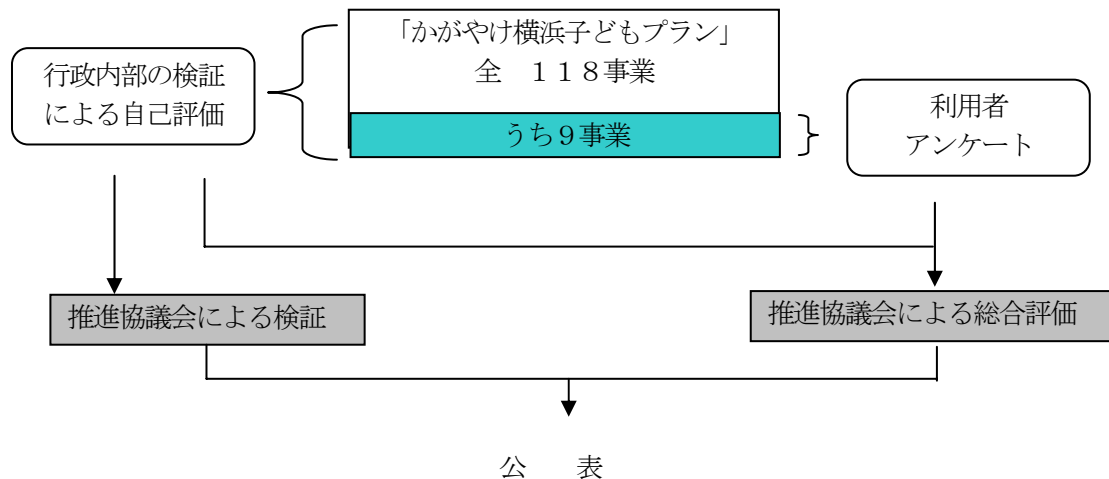 「かがやけ横浜子どもプラン」
全　１１８事業
行政内部の検証
による自己評価
うち９事業
利用者
アンケート
推進協議会による検証
推進協議会による総合評価
公　　表